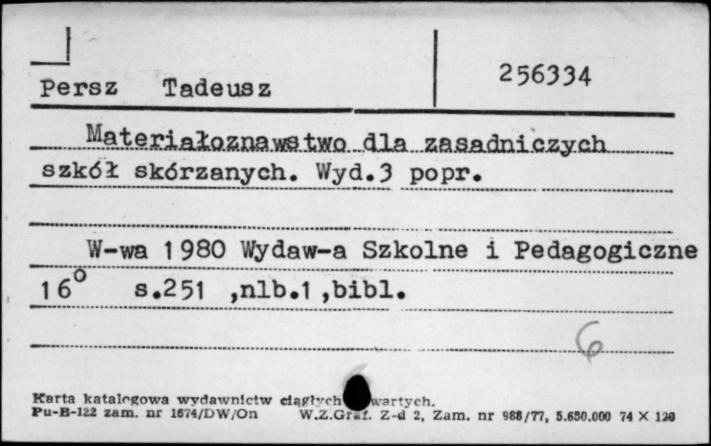 Persz Tadeusz 256334
Materiałoznawstwo dla zasadniczych
szkół skórzanych. Wyd.3 popr.
W-wa 1980 Wydaw-a Szkolne i Pedagogiczne
16° s.251 ,nlb.1 ,bibl.
6
Karta katalogowa wydawnictw ciągłych wartych.
Pu-B-122 zam. nr 1674/DW/On W.Z.Graf. Z-d 2, Zam. nr 988/77, 5.650.000 74 X 120